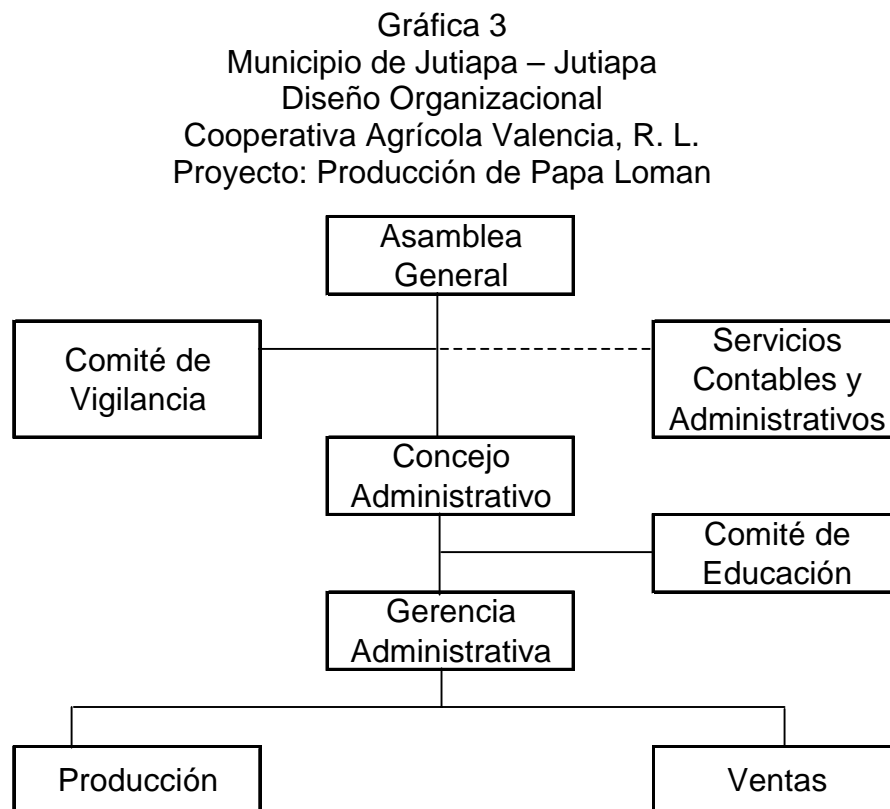 Gráfica 3
Municipio de Jutiapa – Jutiapa
Diseño Organizacional
Cooperativa Agrícola Valencia, R. L.
Proyecto: Producción de Papa Loman
Asamblea
General
Comité de
Vigilancia
Servicios
Contables y
Administrativos
Concejo
Administrativo
Comité de
Educación
Gerencia
Administrativa
Producción
Ventas